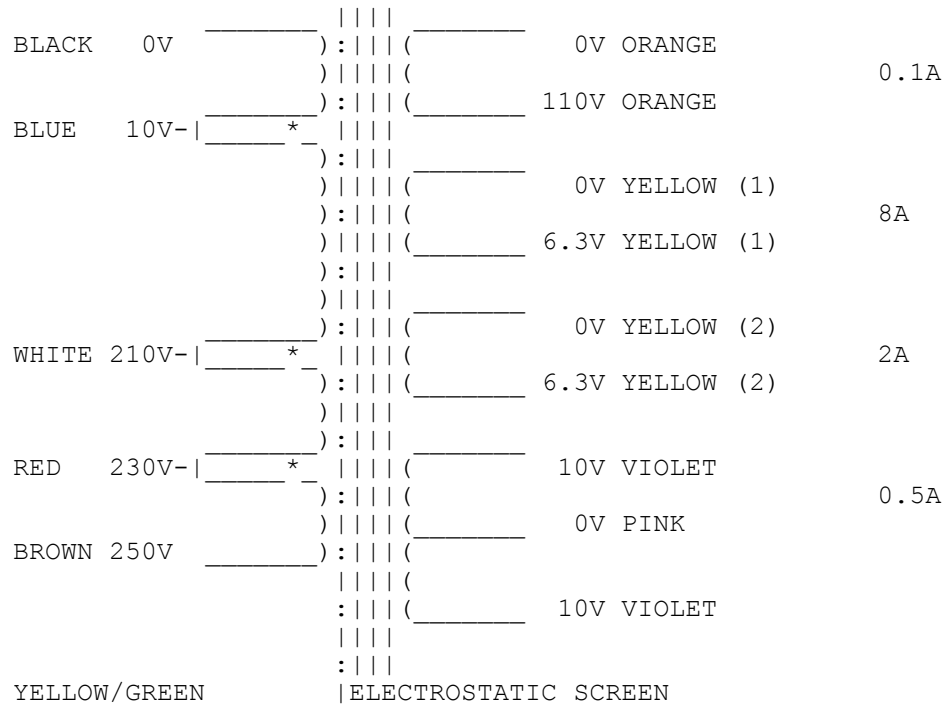 BLACK 0V 0V ORANGE
0.1A
110V ORANGE
BLUE 10V
0V YELLOW (1)
8A
6.3V YELLOW (1)
0V YELLOW (2)
WHITE 210V 2A
6.3V YELLOW (2)
RED 230V 10V VIOLET
0.5A
0V PINK
BROWN 250V
10V VIOLET
YELLOW/GREEN ELECTROSTATIC SCREEN